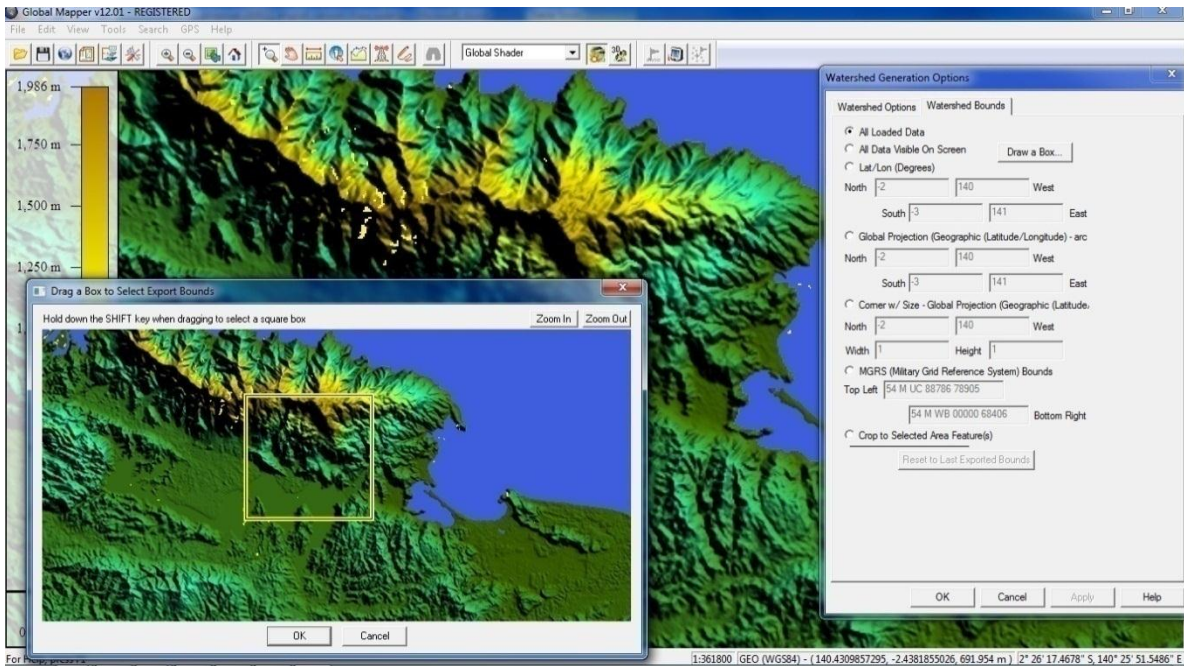 Global Mapper v12.01 - REGISTERED
File Edit View Tools Search GPS Help
Global Shader
3D
1,986 m
1,750 m
1,500 m
1,250 m
1,
0
Drag a Box to Select Export Bounds
Hold down the SHIFT key when dragging to select a square box
Zoom In Zoom Out
OK Cancel
Watershed Generation Options
Watershed Options Watershed Bounds
All Loaded Data
All Data Visible On Screen Draw a Box...
Lat/Lon (Degrees)
North -2 140 West
South -3 141 East
Global Projection (Geographic (Latitude/Longitude) - arc
North -2 140 West
South -3 141 East
Corner w/ Size - Global Projection (Geographic (Latitude/
North -2 140 West
Width 1 Height 1
MGRS (Military Grid Reference System) Bounds
Top Left 54 M UC 88786 78905
54 M WB 00000 68406 Bottom Right
Crop to Selected Area Feature(s)
Reset to Last Exported Bounds
OK Cancel Apply Help
For Help, press F1
1:361800 GEO (WGS84) - ( 140.4309857295, -2.4381855026, 691.954 m ) 2° 26' 17.4678" S, 140° 25' 51.5486" E